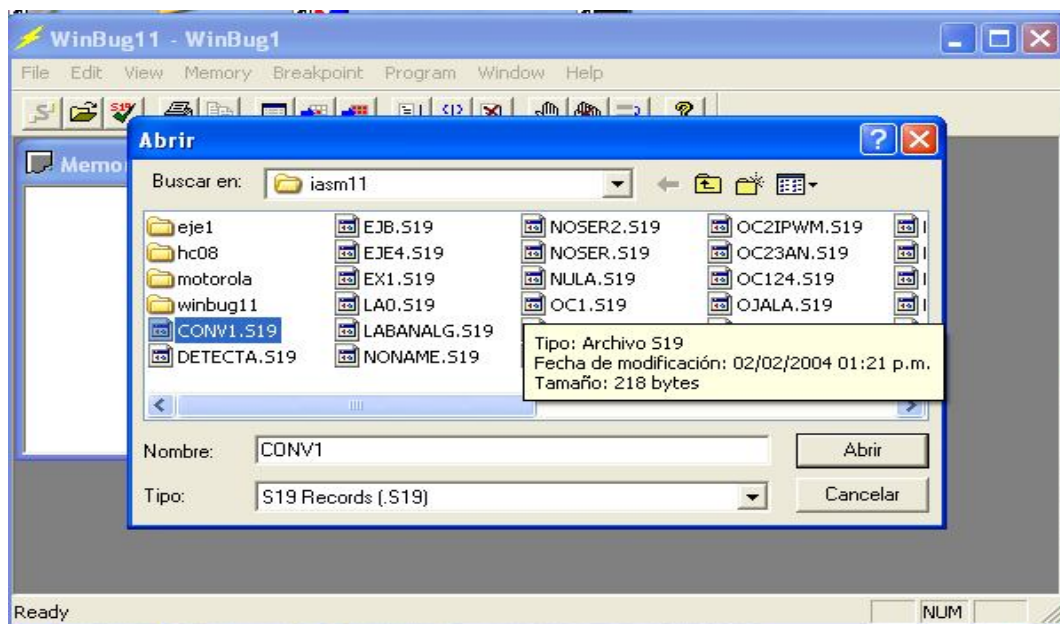 WinBug11 - WinBug1
File Edit View Memory Breakpoint Program Window Help
S19
Abrir
Memo
Buscar en: iasm11
eje1 EJB.S19 NOSER2.S19 OC2IPWM.S19
hc08 EJE4.S19 NOSER.S19 OC23AN.S19
motorola EX1.S19 NULA.S19 OC124.S19
winbug11 LA0.S19 OC1.S19 OJALA.S19
CONV1.S19 LABANALG.S19
DETECTA.S19 NONAME.S19
Tipo: Archivo S19
Fecha de modificación: 02/02/2004 01:21 p.m.
Tamaño: 218 bytes
Nombre: CONV1 Abrir
Tipo: S19 Records (.S19) Cancelar
Ready NUM